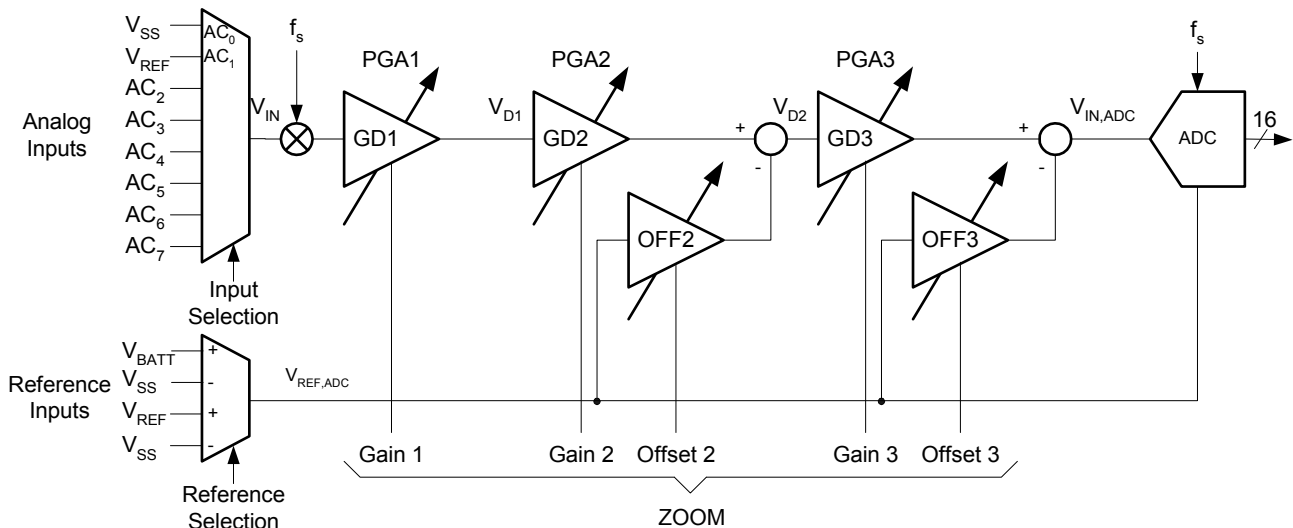 V_SS
V_REF
AC_2
AC_3
AC_4
AC_5
AC_6
AC_7
Analog
Inputs
AC_0
AC_1
V_IN
f_s
PGA1
GD1
V_D1
PGA2
GD2
+
-
V_D2
OFF2
PGA3
GD3
+
-
OFF3
V_IN,ADC
f_s
ADC
16
Input
Selection
Reference
Inputs
V_BATT
V_SS
V_REF
V_SS
+
-
+
-
V_REF,ADC
Reference
Selection
Gain 1
Gain 2
Offset 2
Gain 3
Offset 3
ZOOM